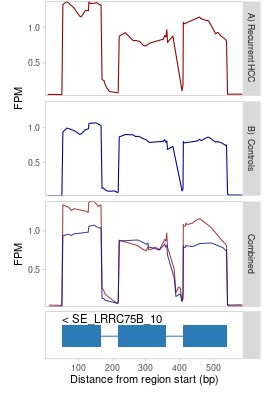 A) Recurrent HCC
1.0
0.5
FPM
B) Controls
1.0
0.5
Combined
1.0
0.5
FPM
< SE_LRRC75B_10
100 200 300 400 500
Distance from region start (bp)